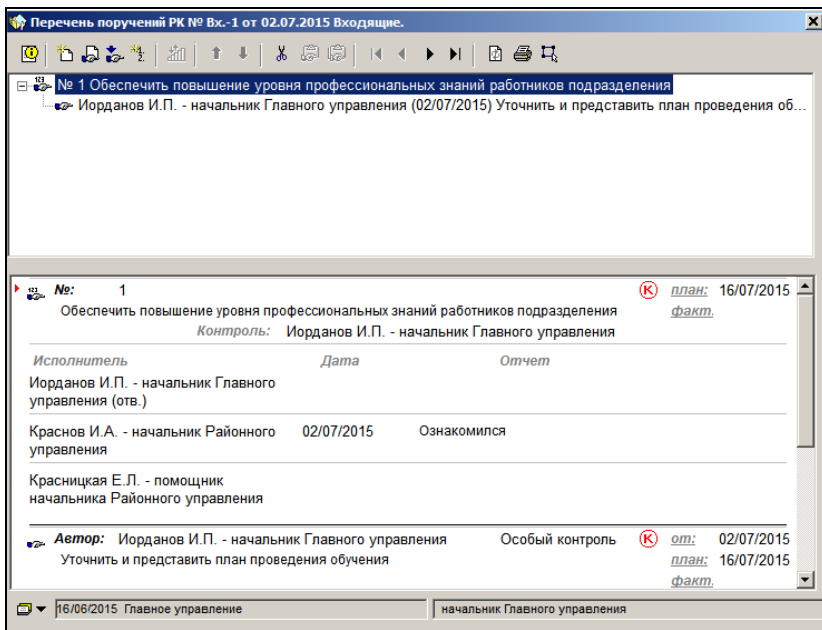 Перечень поручений РК № Вх.-1 от 02.07.2015 Входящие.
№ 1 Обеспечить повышение уровня профессиональных знаний работников подразделения
Иорданов И.П. - начальник Главного управления (02/07/2015) Уточнить и представить план проведения об...
№: 1 план: 16/07/2015
Обеспечить повышение уровня профессиональных знаний работников подразделения факт.
Контроль: Иорданов И.П. - начальник Главного управления
Исполнитель Дата Отчет
Иорданов И.П. - начальник Главного
управления (отв.)
Краснов И.А. - начальник Районного 02/07/2015 Ознакомился
управления
Красницкая Е.Л. - помощник
начальника Районного управления
Автор: Иорданов И.П. - начальник Главного управления Особый контроль К от: 02/07/2015
Уточнить и представить план проведения обучения план: 16/07/2015
факт.
16/06/2015 Главное управление начальник Главного управления